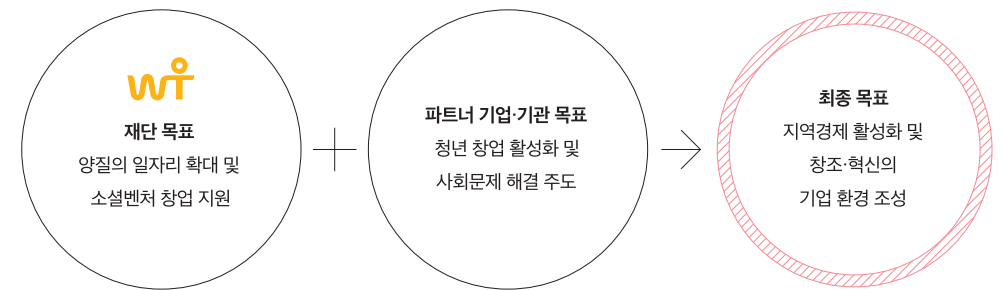 재단 목표
양질의 일자리 확대 및
소셜벤처 창업 지원
파트너 기업·기관 목표
청년 창업 활성화 및
사회문제 해결 주도
최종 목표
지역경제 활성화 및
창조·혁신의
기업 환경 조성